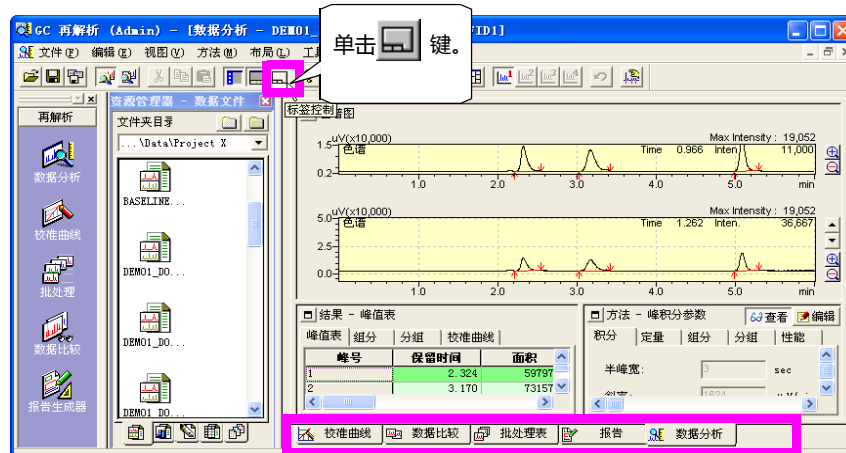 GC 再解析 (Admin) - [数据分析 - DEMO1_
ID1]
单击 键。
文件(F) 编辑(E) 视图(V) 方法(M) 布局(L)
标签控制
再解析
数据分析
校准曲线
批处理
数据比较
报告生成器
资源管理器 - 数据文件
文件夹目录
...\Data\Project X
BASELINE...
DEMO1_DO...
DEMO1_DO...
DEMO1_DO...
谱图
uV(x10,000)
Max Intensity : 19,052
1.5 色谱
Time 0.966 Inten. 11,000
0.2
1.0 2.0 3.0 4.0 5.0 min
uV(x10,000)
Max Intensity : 19,052
5.0 色谱
Time 1.262 Inten. 36,667
2.5
0.0
1.0 2.0 3.0 4.0 5.0 min
结果 - 峰值表
峰值表 组分 分组 校准曲线
峰号 保留时间 面积
1 2.324 59797
2 3.170 73157
方法 - 峰积分参数 查看 编辑
积分 定量 组分 分组 性能
半峰宽: 3 sec
校准曲线 数据比较 批处理表 报告 数据分析